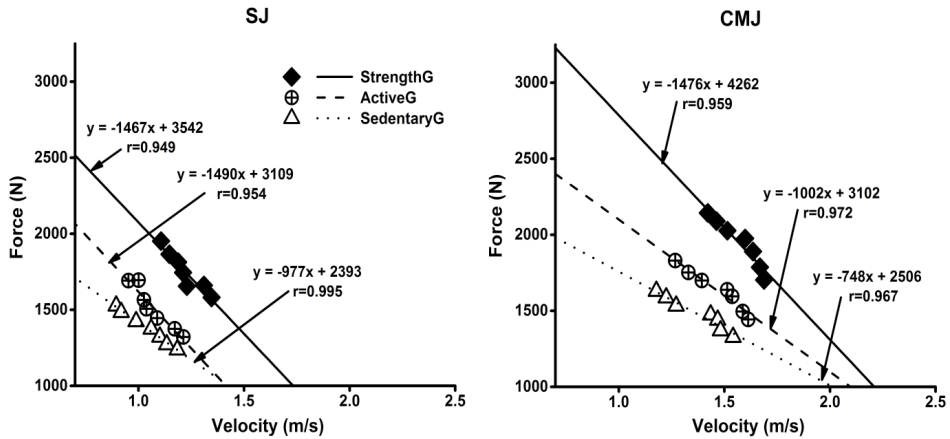 SJ
3000
2500
2000
1500
1000
Force (N)
1.0
1.5
2.0
2.5
Velocity (m/s)
StrengthG
ActiveG
SedentaryG
y = -1467x + 3542
r=0.949
y = -1490x + 3109
r=0.954
y = -977x + 2393
r=0.995
CMJ
3000
2500
2000
1500
1000
Force (N)
1.0
1.5
2.0
2.5
Velocity (m/s)
y = -1476x + 4262
r=0.959
y = -1002x + 3102
r=0.972
y = -748x + 2506
r=0.967